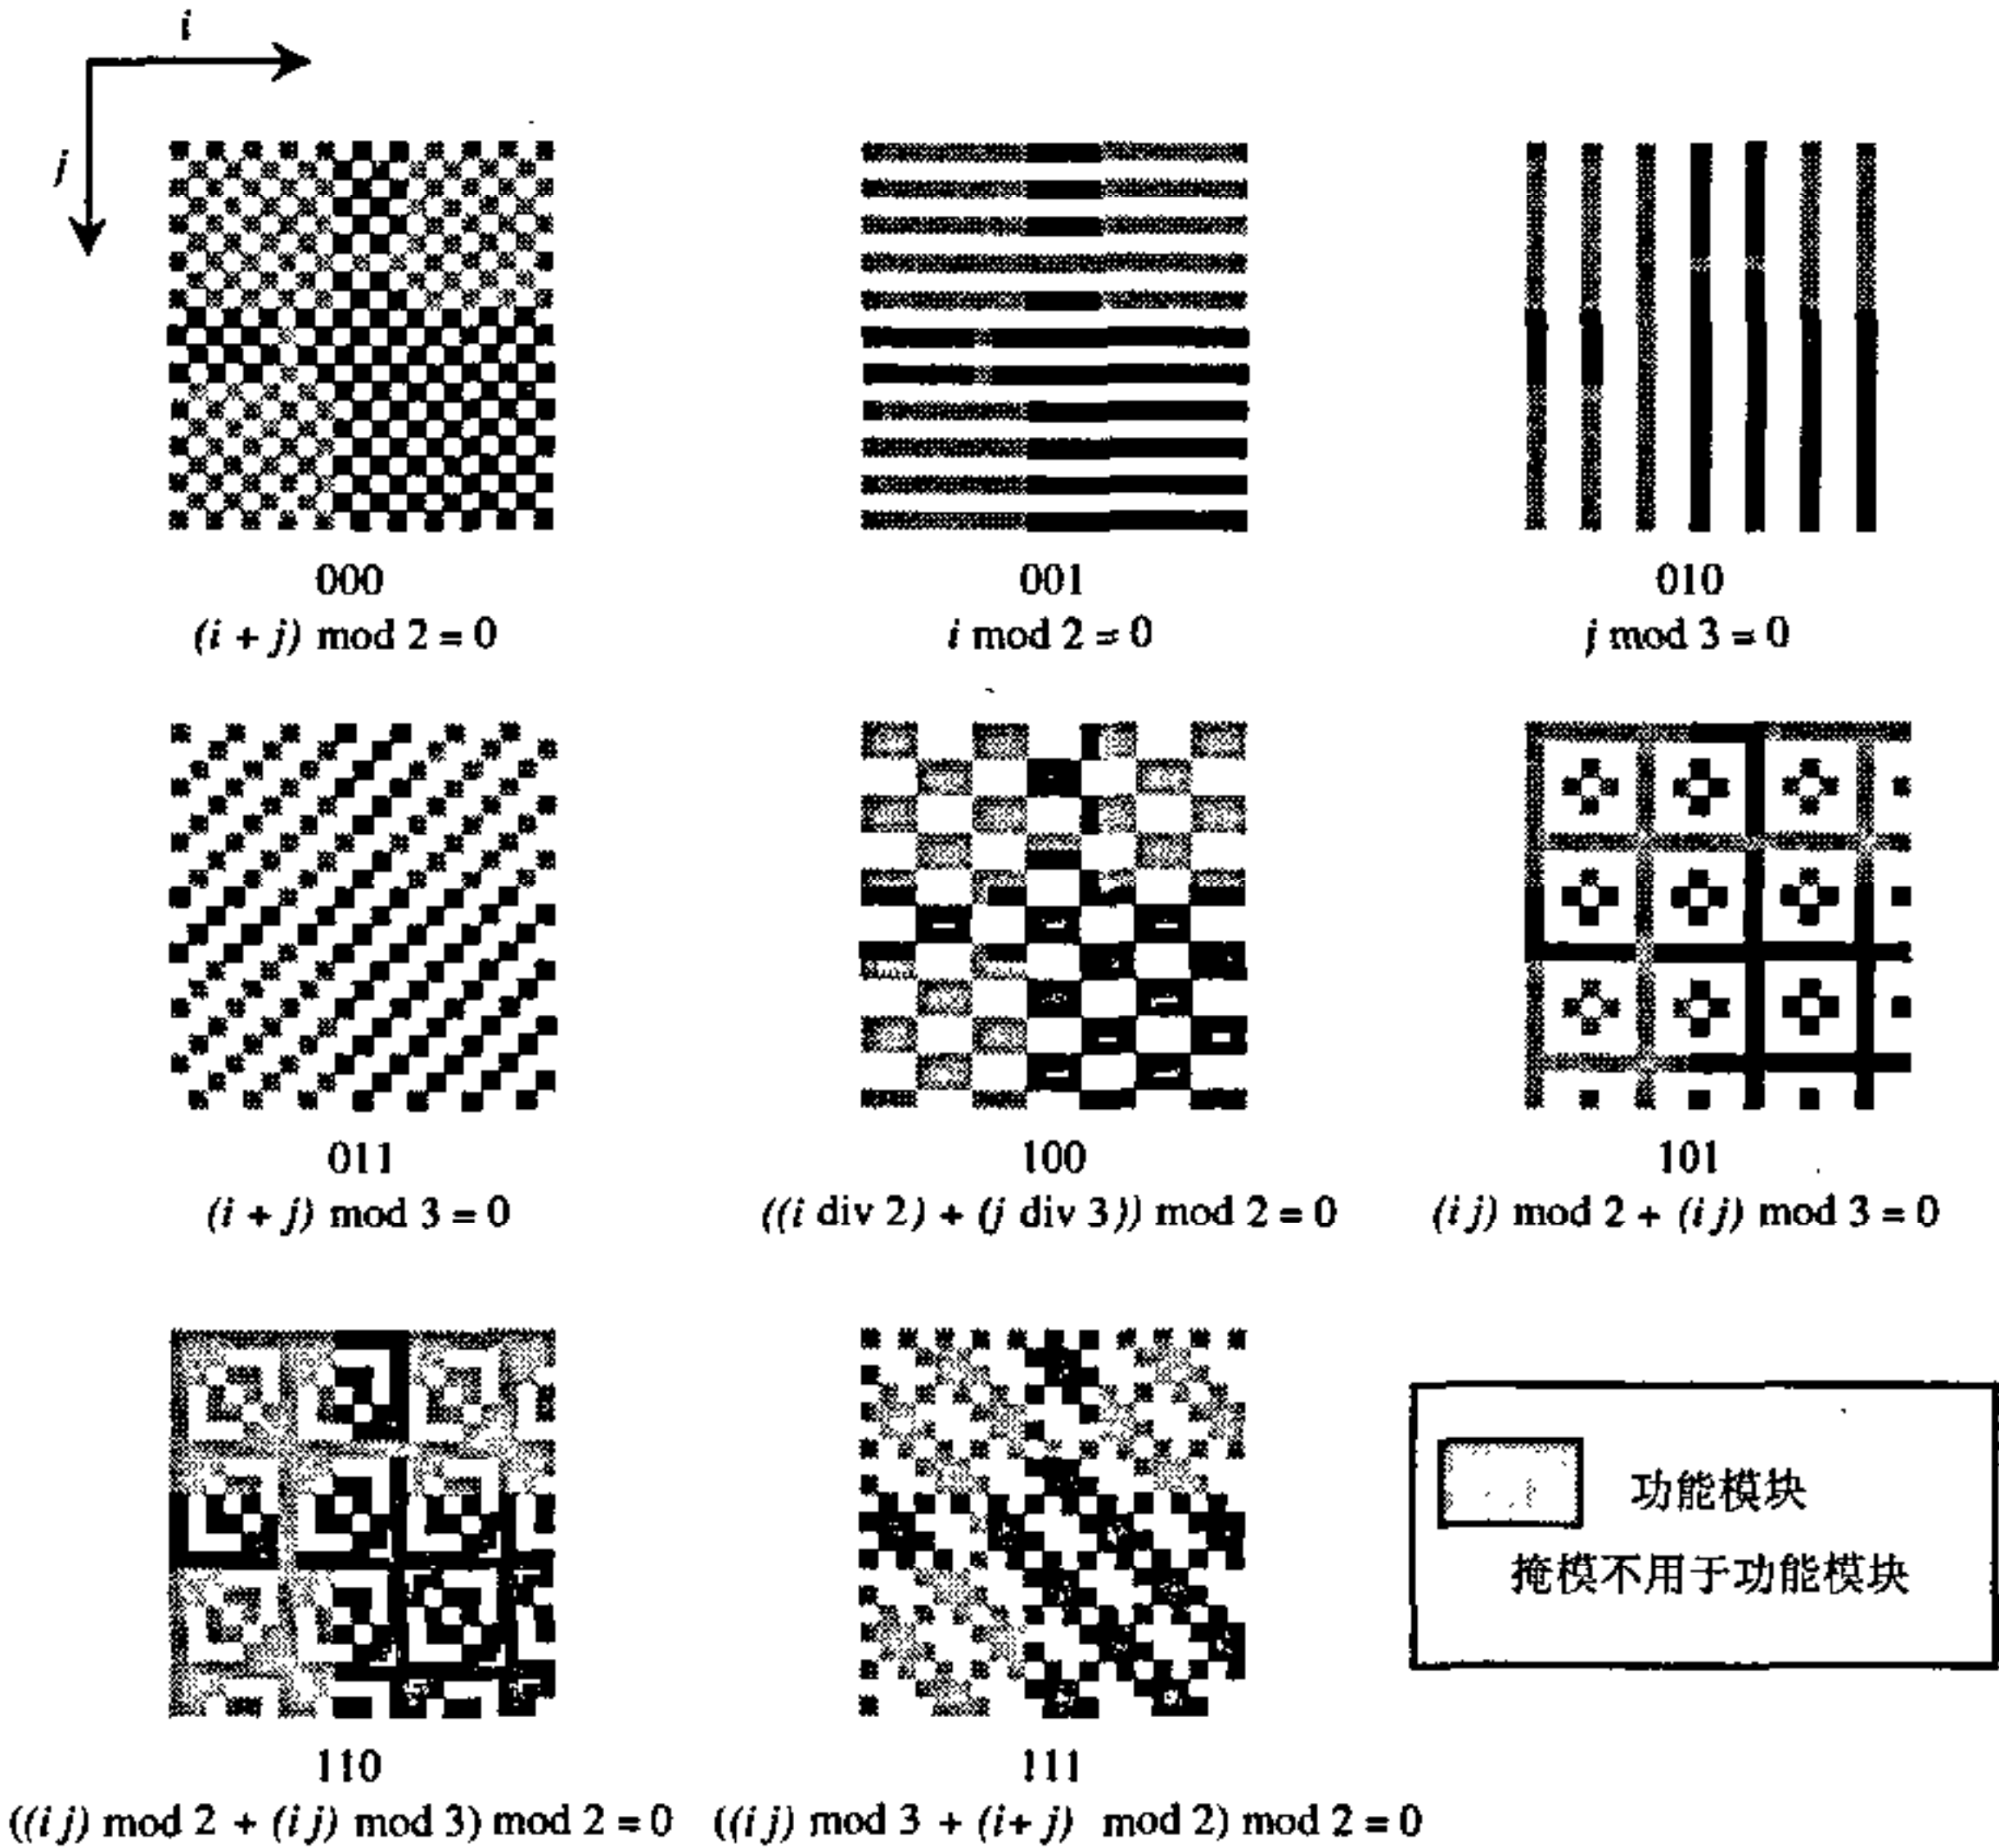 i
j
000
001
010
(i + j) mod 2 = 0
i mod 2 = 0
j mod 3 = 0
011
100
101
(i + j) mod 3 = 0
((i div 2) + (j div 3)) mod 2 = 0
(i j) mod 2 + (i j) mod 3 = 0
功能模块
掩模不用于功能模块
110
111
((i j) mod 2 + (i j) mod 3) mod 2 = 0
((i j) mod 3 + (i+ j) mod 2) mod 2 = 0